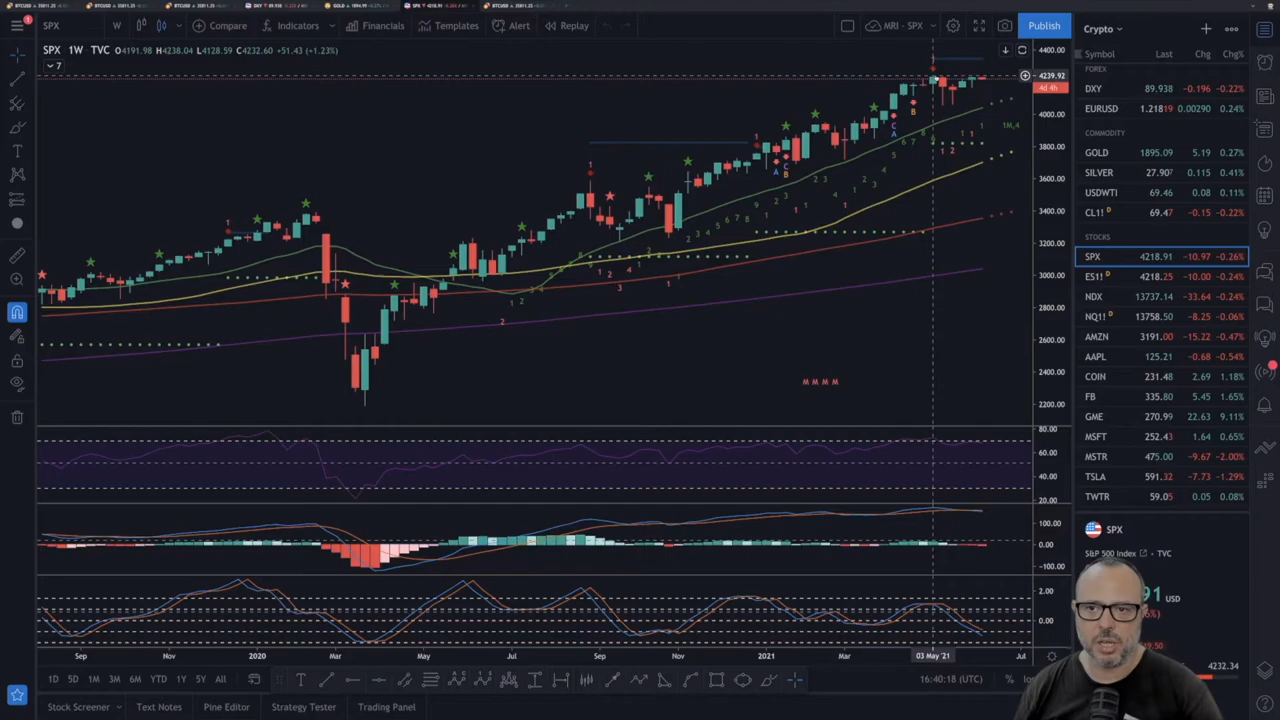 SPX W Compare Indicators Financials Templates Alert Replay MRI - SPX Publish
SPX 1W TVC O4191.98 H4238.04 L4128.59 C4232.60 +51.43 (+1.23%)
7
4400.00
4239.92
4d 4h
4000.00
3800.00
3600.00
3400.00
3200.00
3000.00
2800.00
2600.00
2400.00
2200.00
1M,4
M M M M
80.00
60.00
40.00
20.00
100.00
0.00
-100.00
2.00
0.00
Sep Nov 2020 Mar May Jul Sep Nov 2021 Mar 03 May '21 Jul
1D 5D 1M 3M 6M YTD 1Y 5Y All 16:40:18 (UTC) %
Stock Screener Text Notes Pine Editor Strategy Tester Trading Panel
Crypto
Symbol Last Chg Chg%
FOREX
DXY 89.938 -0.196 -0.22%
EURUSD 1.21819 0.00290 0.24%
COMMODITY
GOLD 1895.09 5.19 0.27%
SILVER 27.907 0.115 0.41%
USDWTI 69.46 0.08 0.11%
CL1! D 69.47 -0.15 -0.22%
STOCKS
SPX 4218.91 -10.97 -0.26%
ES1! D 4218.25 -10.00 -0.24%
NDX 13737.14 -33.64 -0.24%
NQ1! D 13758.50 -8.25 -0.06%
AMZN 3191.00 -15.22 -0.47%
AAPL 125.21 -0.68 -0.54%
COIN 231.48 2.69 1.18%
FB 335.80 5.45 1.65%
GME 270.99 22.63 9.11%
MSFT 252.43 1.64 0.65%
MSTR 475.00 -9.67 -2.00%
TSLA 591.32 -7.73 -1.29%
TWTR 59.05 0.05 0.08%
SPX
S&P 500 Index TVC
USD
4232.34